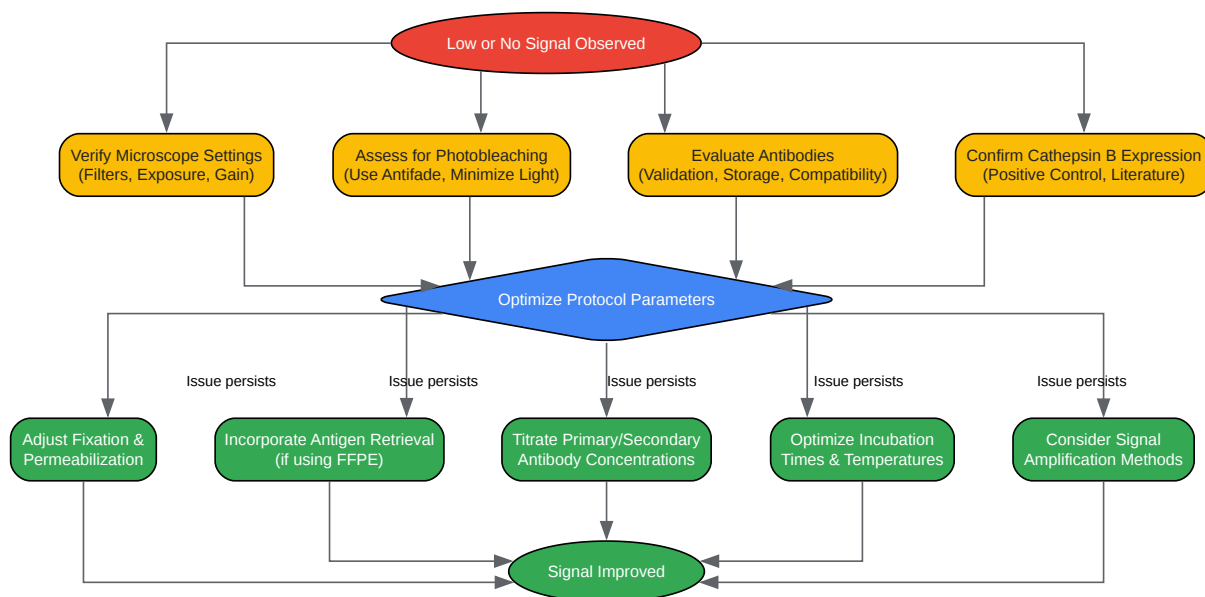 Low or No Signal Observed
Verify Microscope Settings
(Filters, Exposure, Gain)
Assess for Photobleaching
(Use Antifade, Minimize Light)
Evaluate Antibodies
(Validation, Storage, Compatibility)
Confirm Cathepsin B Expression
(Positive Control, Literature)
Optimize Protocol Parameters
Issue persists
Issue persists
Issue persists
Issue persists
Issue persists
Adjust Fixation &
Permeabilization
Incorporate Antigen Retrieval
(if using FFPE)
Titrate Primary/Secondary
Antibody Concentrations
Optimize Incubation
Times & Temperatures
Consider Signal
Amplification Methods
Signal Improved